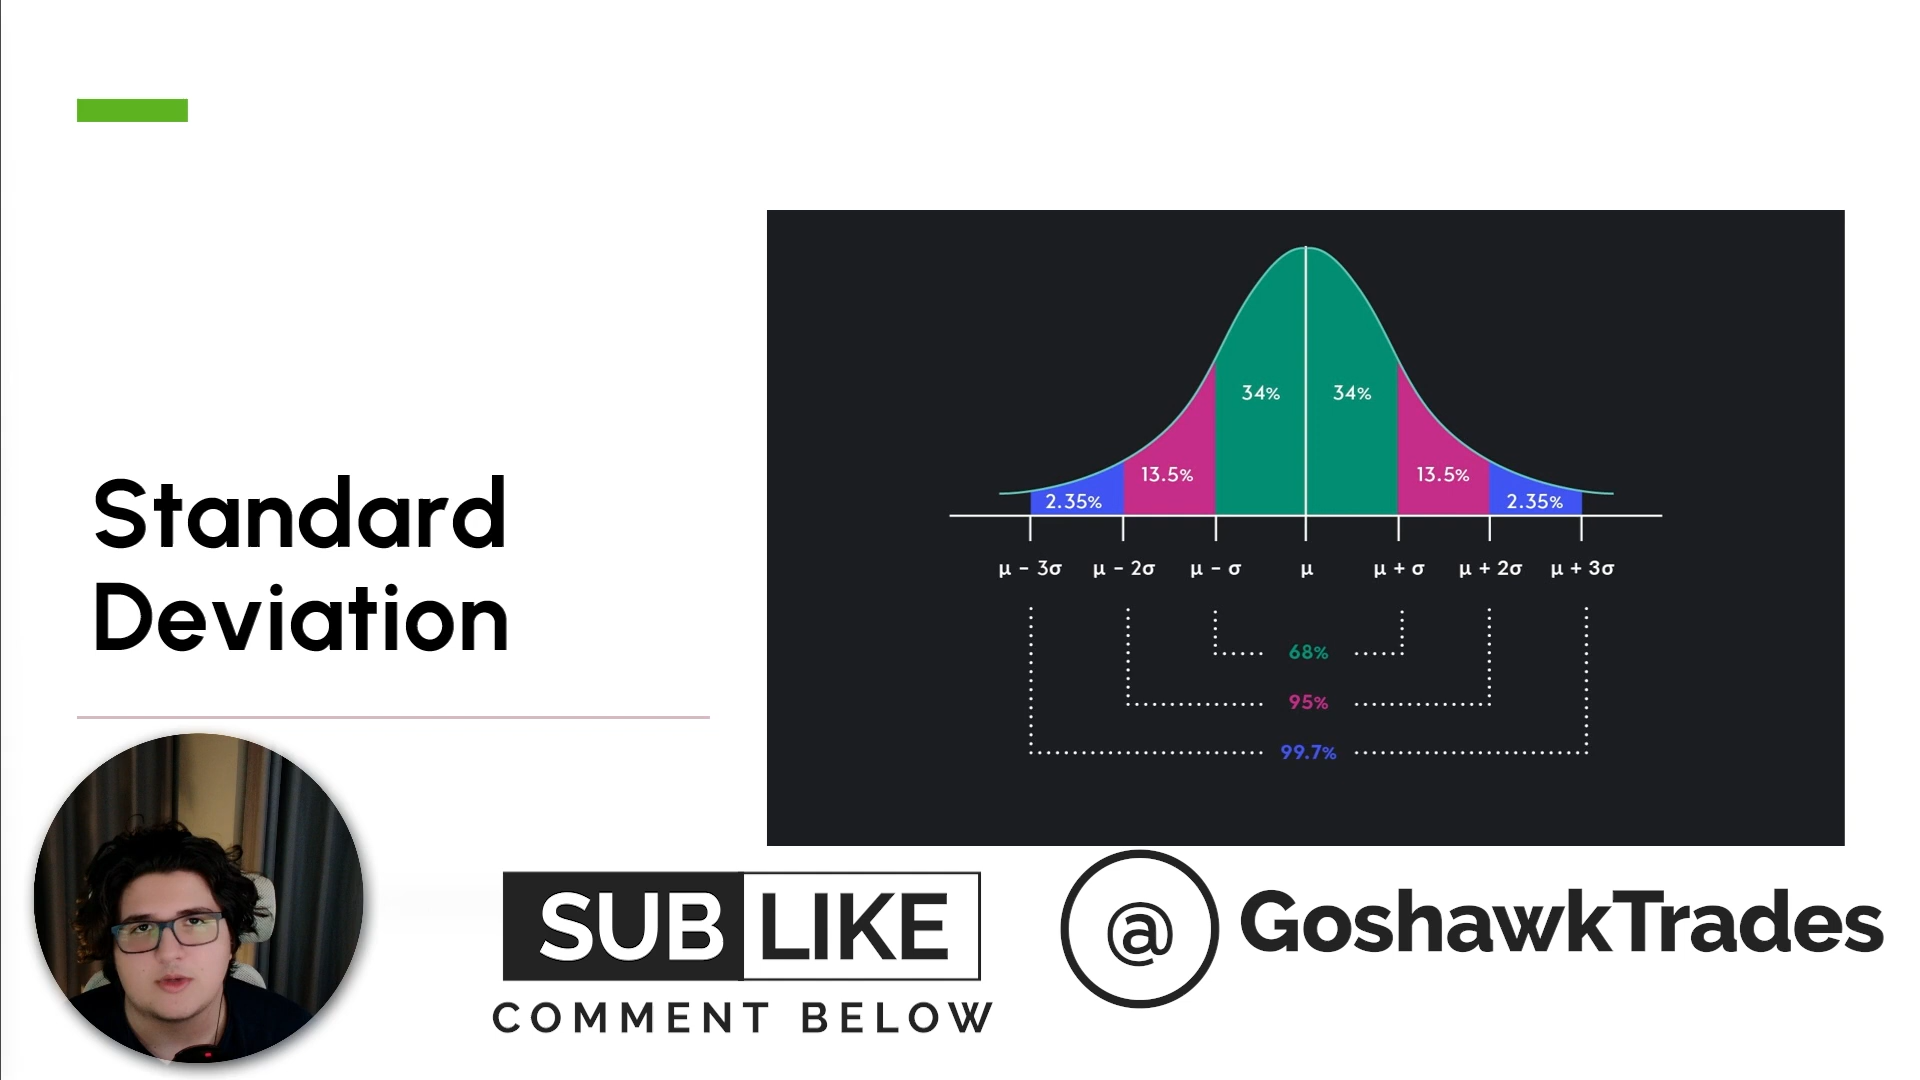 Standard
Deviation
34% 34%
13.5% 13.5%
2.35% 2.35%
μ - 3σ μ - 2σ μ - σ μ μ + σ μ + 2σ μ + 3σ
68%
95%
99.7%
SUB LIKE
COMMENT BELOW
@ GoshawkTrades